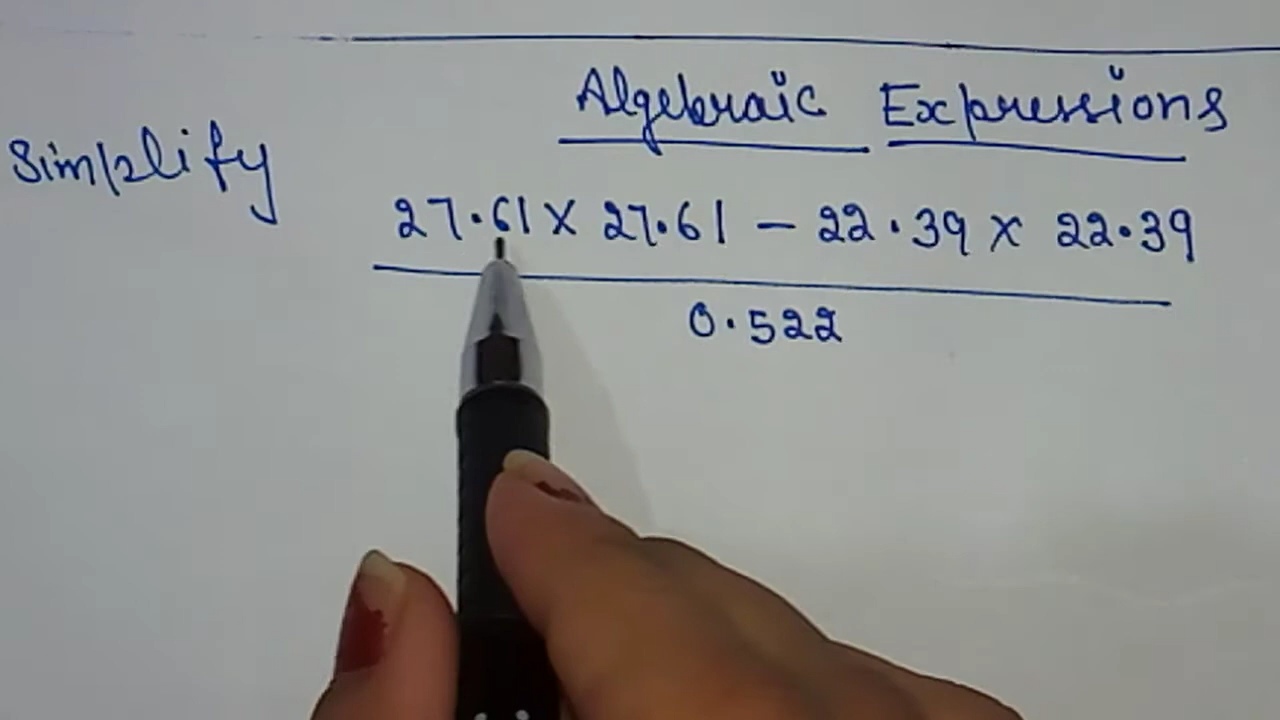 Algebraic Expressions
Simplify
27.61 x 27.61 - 22.39 x 22.39
0.522